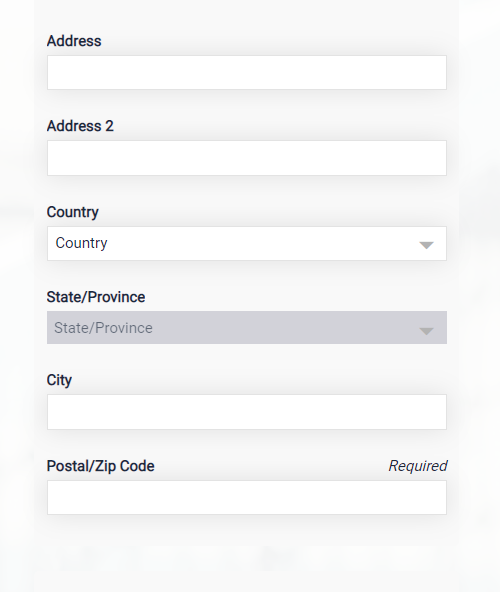 Address
Address 2
Country
Country
State/Province
State/Province
City
Postal/Zip Code Required